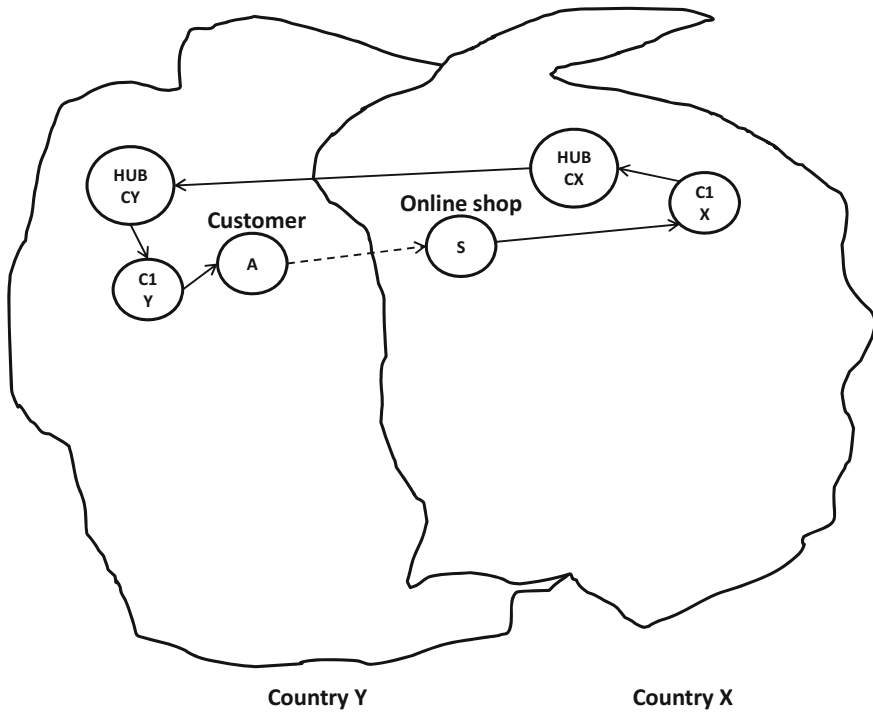 HUB
CY
HUB
CX
C1
X
Customer
Online shop
A
S
C1
Y
Country Y
Country X